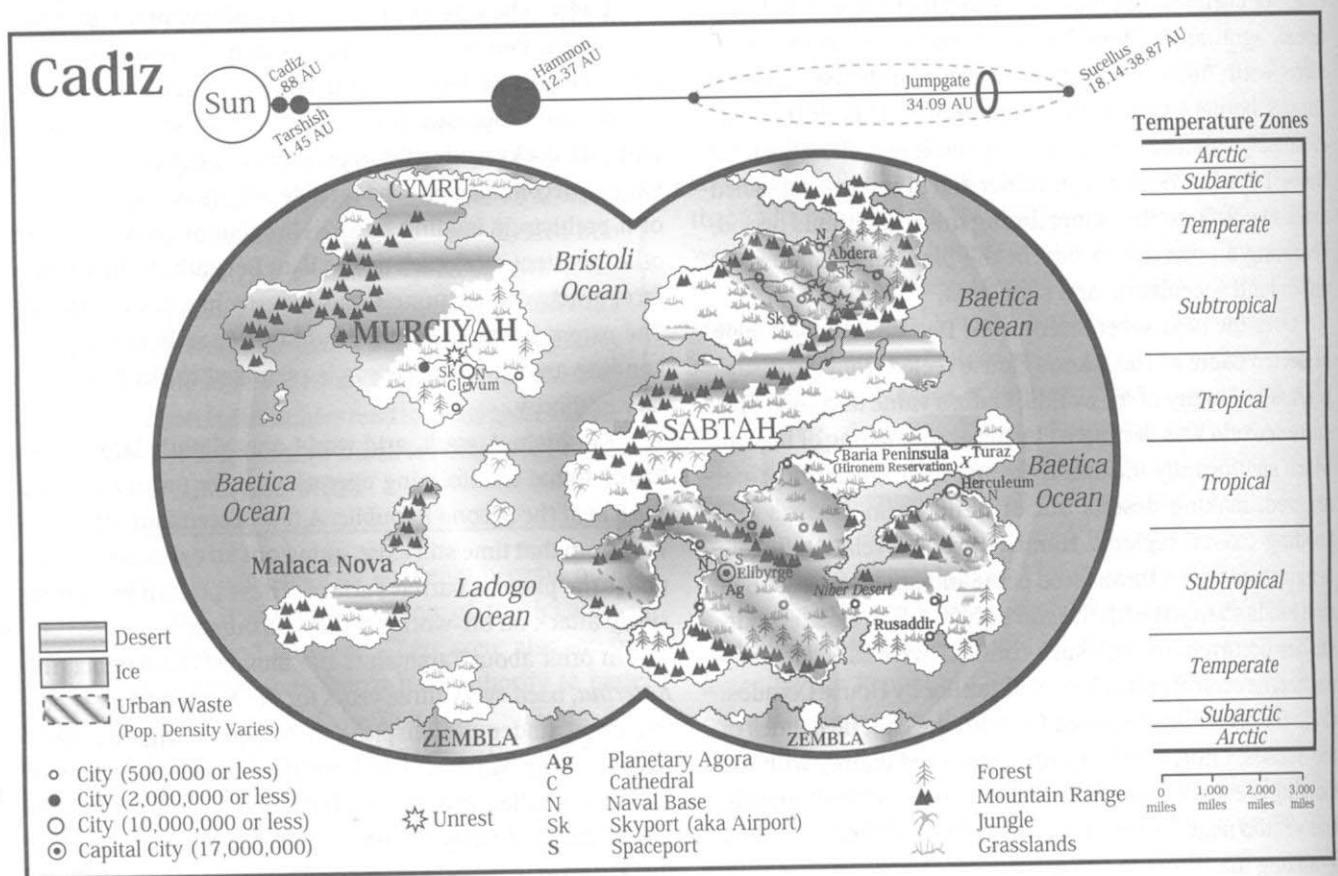 Cadiz
Sun
Cadiz
.88 AU
Tarshish
1.45 AU
Hammon
12.37 AU
Jumpgate
34.09 AU
Sucellus
18.14-38.87 AU
Temperature Zones
Arctic
Subarctic
Temperate
Subtropical
Tropical
Tropical
Subtropical
Temperate
Subarctic
Arctic
CYMRU
Bristoli
Ocean
MURCIYAH
Sk
N
Glevum
Baetica
Ocean
Malaca Nova
Ladogo
Ocean
ZEMBLA
N
Abdera
Sk
Sk
Baetica
Ocean
SABTAH
Baria Peninsula
(Hironem Reservation)
X
Turaz
Baetica
Ocean
Herculeum
N
C
S
N
Elibyrge
Ag
Niber Desert
Rusaddir
ZEMBLA
Desert
Ice
Urban Waste
(Pop. Density Varies)
City (500,000 or less)
City (2,000,000 or less)
City (10,000,000 or less)
Capital City (17,000,000)
Unrest
Ag Planetary Agora
C Cathedral
N Naval Base
Sk Skyport (aka Airport)
S Spaceport
Forest
Mountain Range
Jungle
Grasslands
0 1,000 2,000 3,000
miles miles miles miles